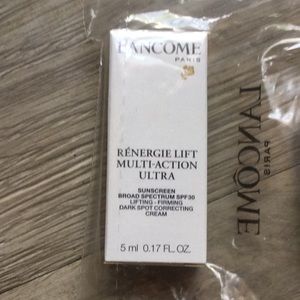 LANCÔME
PARIS
RÉNERGIE LIFT
MULTI-ACTION
ULTRA
SUNSCREEN
BROAD SPECTRUM SPF30
LIFTING - FIRMING
DARK SPOT CORRECTING
CREAM
5 ml 0.17 FL.OZ.
LANCÔME
PARIS